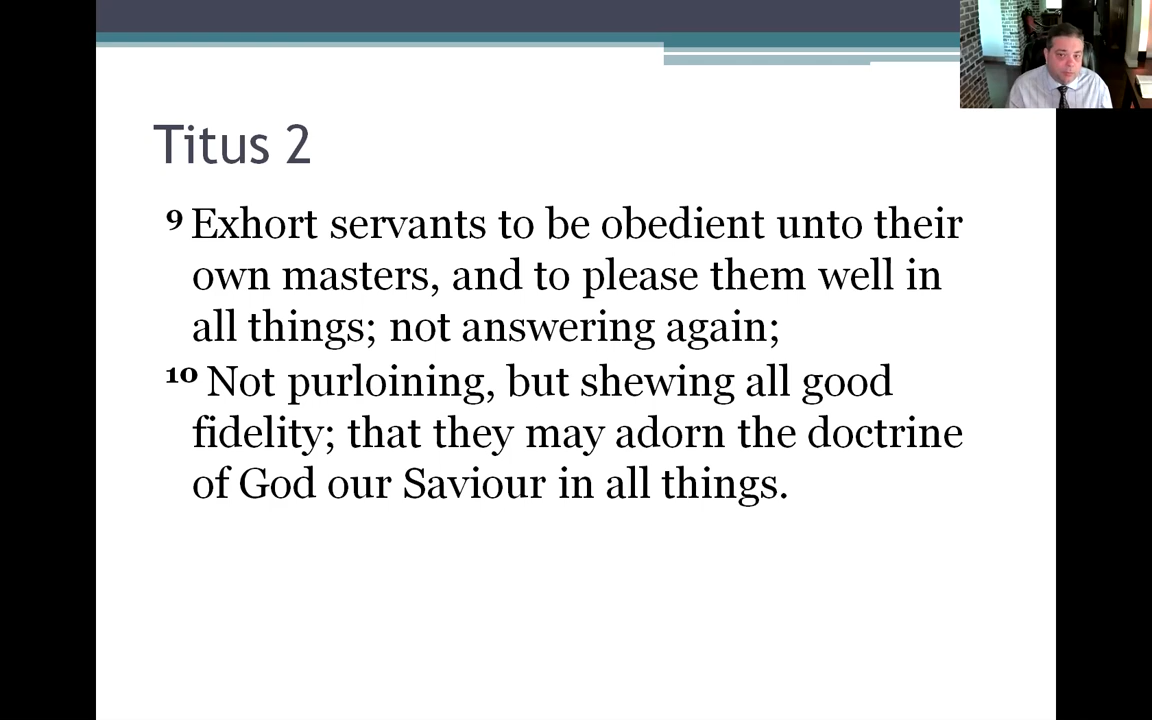 Titus 2
9 Exhort servants to be obedient unto their
own masters, and to please them well in
all things; not answering again;
10 Not purloining, but shewing all good
fidelity; that they may adorn the doctrine
of God our Saviour in all things.